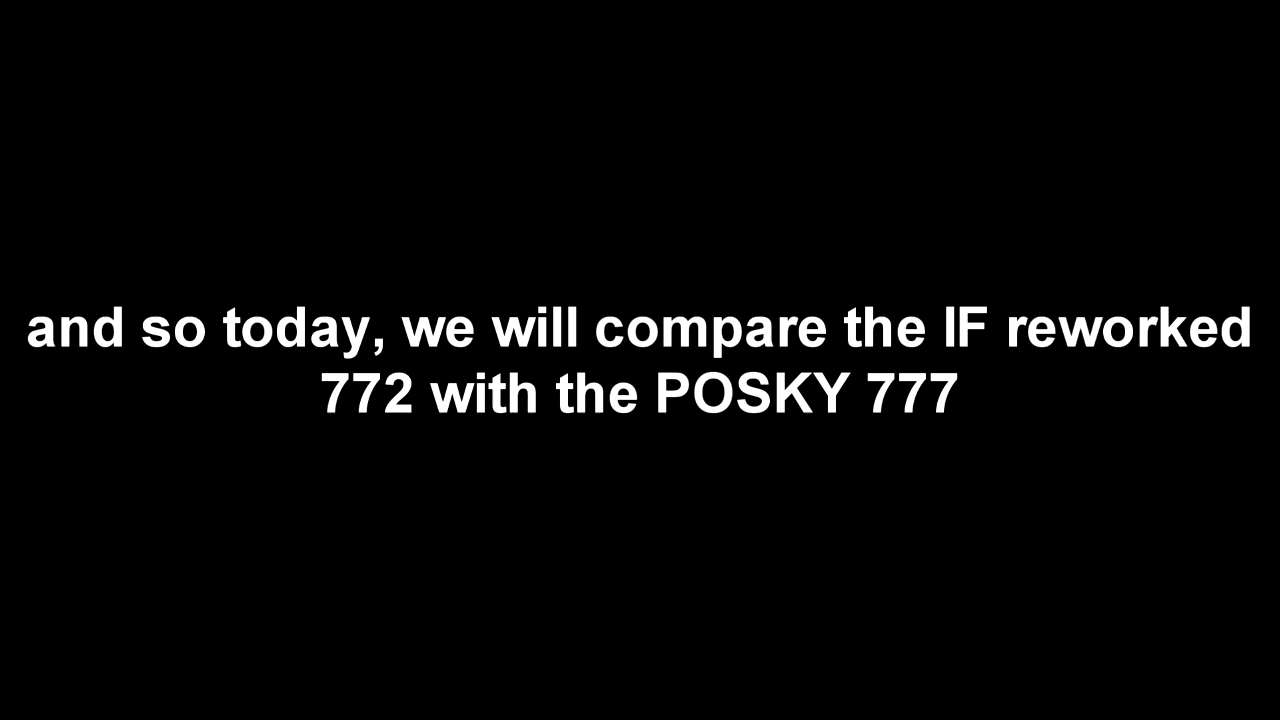 and so today, we will compare the IF reworked
772 with the POSKY 777